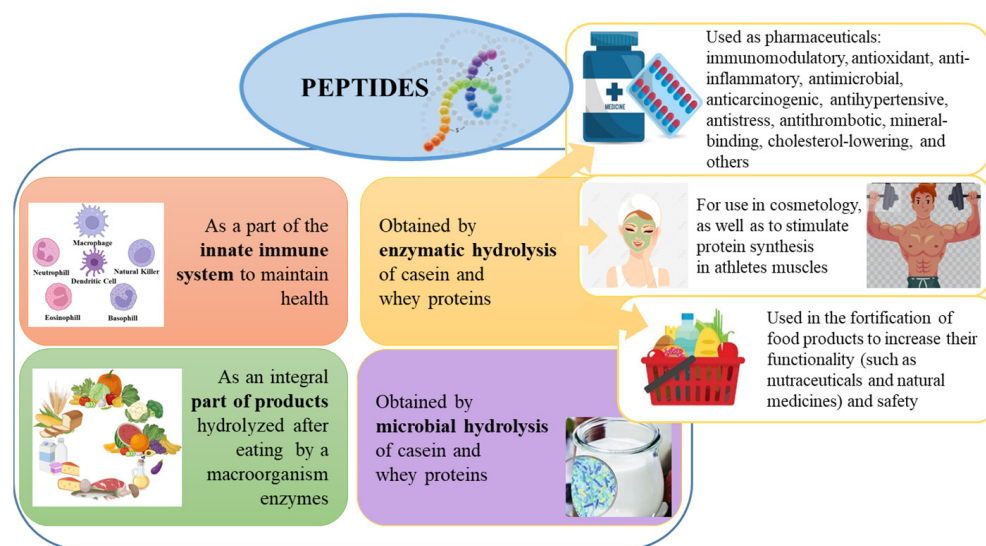 PEPTIDES
MEDICINE
Used as pharmaceuticals:
immunomodulatory, antioxidant, anti-
inflammatory, antimicrobial,
anticarcinogenic, antihypertensive,
antistress, antithrombotic, mineral-
binding, cholesterol-lowering, and
others
Macrophage
Neutrophill
Natural Killer
Dendritic Cell
Eosinophill
Basophill
As a part of the
innate immune
system to maintain
health
Obtained by
enzymatic hydrolysis
of casein and
whey proteins
For use in cosmetology,
as well as to stimulate
protein synthesis
in athletes muscles
Used in the fortification of
food products to increase their
functionality (such as
nutraceuticals and natural
medicines) and safety
As an integral
part of products
hydrolyzed after
eating by a
macroorganism
enzymes
Obtained by
microbial hydrolysis
of casein and
whey proteins